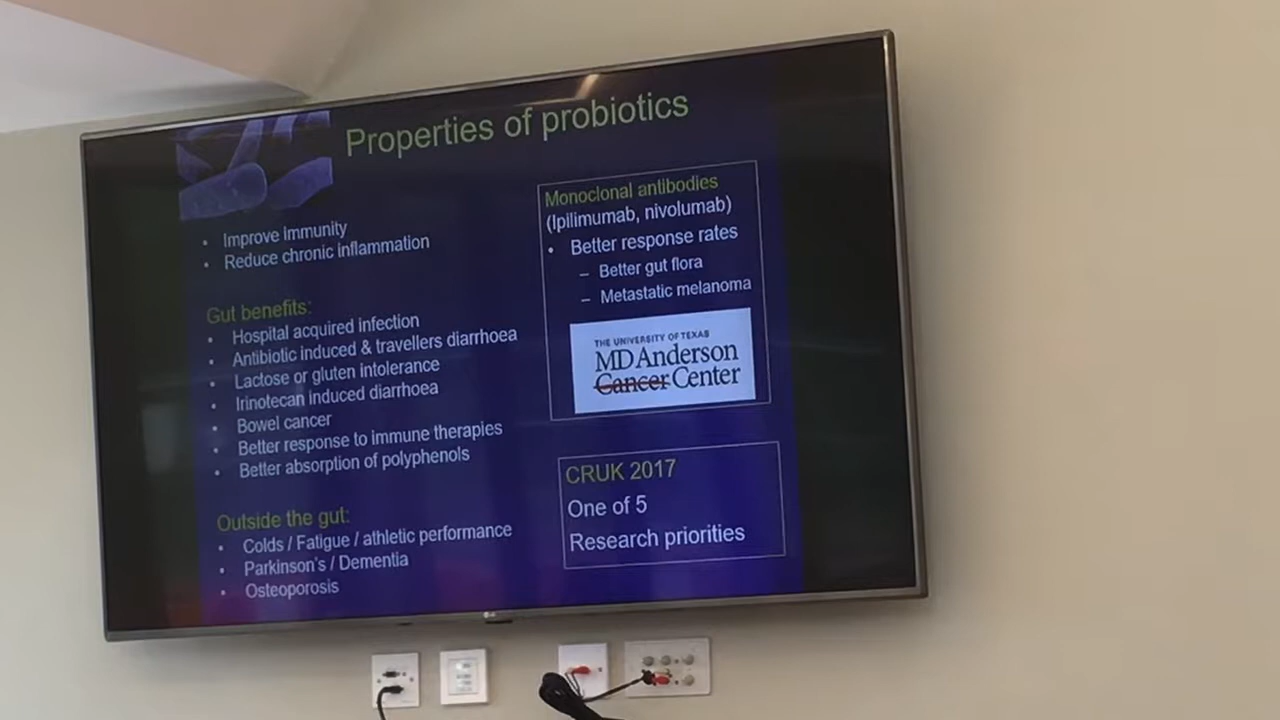 Properties of probiotics
• Improve immunity
• Reduce chronic inflammation
Gut benefits:
• Hospital acquired infection
• Antibiotic induced & travellers diarrhoea
• Lactose or gluten intolerance
• Irinotecan induced diarrhoea
• Bowel cancer
• Better response to immune therapies
• Better absorption of polyphenols
Outside the gut:
• Colds / Fatigue / athletic performance
• Parkinson's / Dementia
• Osteoporosis
Monoclonal antibodies
(Ipilimumab, nivolumab)
• Better response rates
– Better gut flora
– Metastatic melanoma
THE UNIVERSITY OF TEXAS
MD Anderson
Cancer Center
CRUK 2017
One of 5
Research priorities
LG